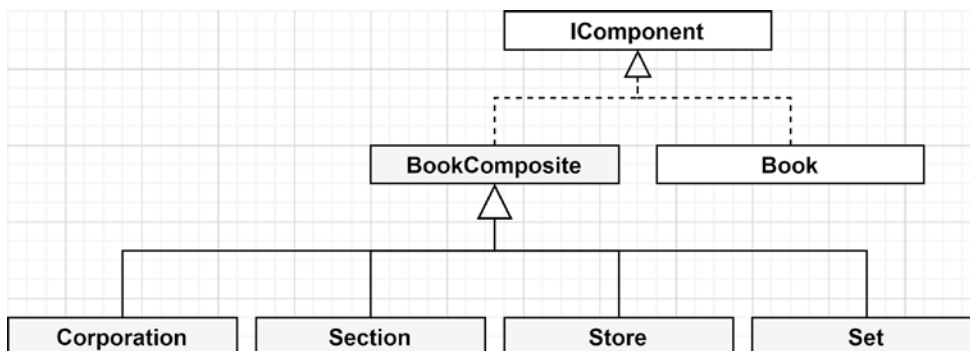 IComponent
BookComposite
Book
Corporation
Section
Store
Set